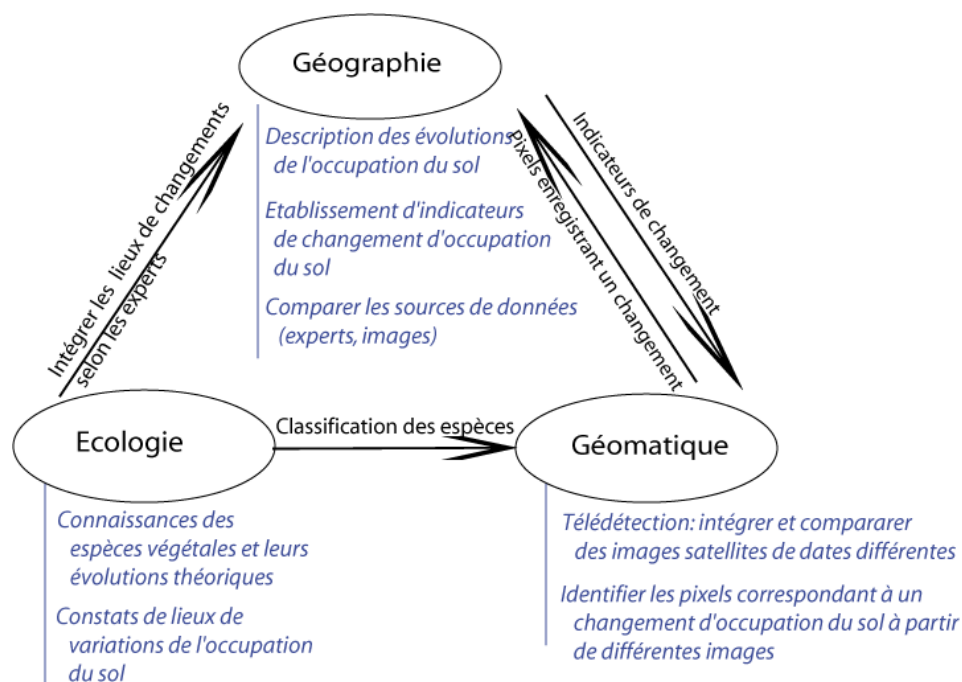 Géographie
Description des évolutions
de l'occupation du sol
Etablissement d'indicateurs
de changement d'occupation
du sol
Comparer les sources de données
(experts, images)
Intégrer les lieux de changements
selon les experts
Pixels enregistrant un changement
Indicateurs de changement
Ecologie
Classification des espèces
Géomatique
Connaissances des
espèces végétales et leurs
évolutions théoriques
Constats de lieux de
variations de l'occupation
du sol
Télédétection: intégrer et compararer
des images satellites de dates différentes
Identifier les pixels correspondant à un
changement d'occupation du sol à partir
de différentes images